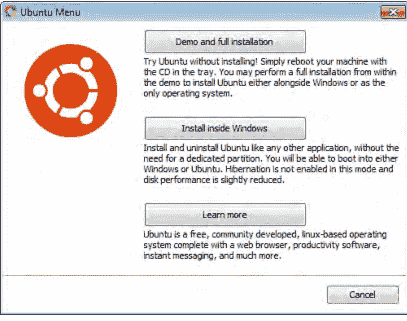 Ubuntu Menu
Demo and full installation
Try Ubuntu without installing! Simply reboot your machine with
the CD in the tray. You may perform a full installation from within
the demo to install Ubuntu either alongside Windows or as the
only operating system.
Install inside Windows
Install and uninstall Ubuntu like any other application, without the
need for a dedicated partition. You will be able to boot into either
Windows or Ubuntu. Hibernation is not enabled in this mode and
disk performance is slightly reduced.
Learn more
Ubuntu is a free, community developed, linux-based operating
system complete with a web browser, productivity software,
instant messaging, and much more.
Cancel